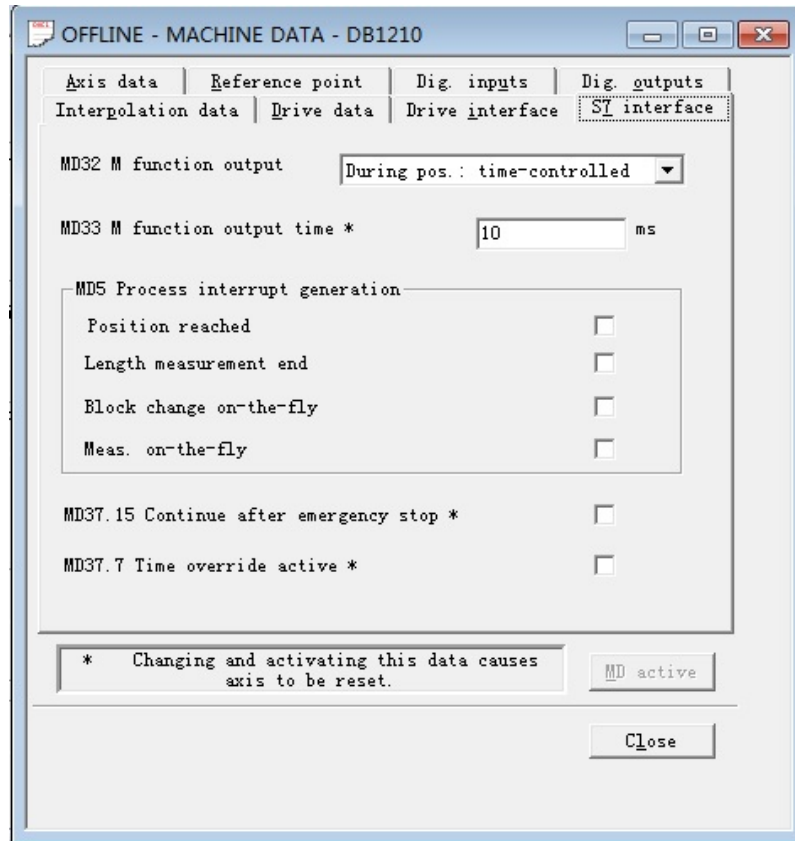 OFFLINE - MACHINE DATA - DB1210
Axis data
Reference point
Dig. inputs
Dig. outputs
Interpolation data
Drive data
Drive interface
ST interface
MD32 M function output
During pos.: time-controlled
MD33 M function output time *
10
ms
MD5 Process interrupt generation
Position reached
Length measurement end
Block change on-the-fly
Meas. on-the-fly
MD37.15 Continue after emergency stop *
MD37.7 Time override active *
* Changing and activating this data causes
axis to be reset.
MD active
Close